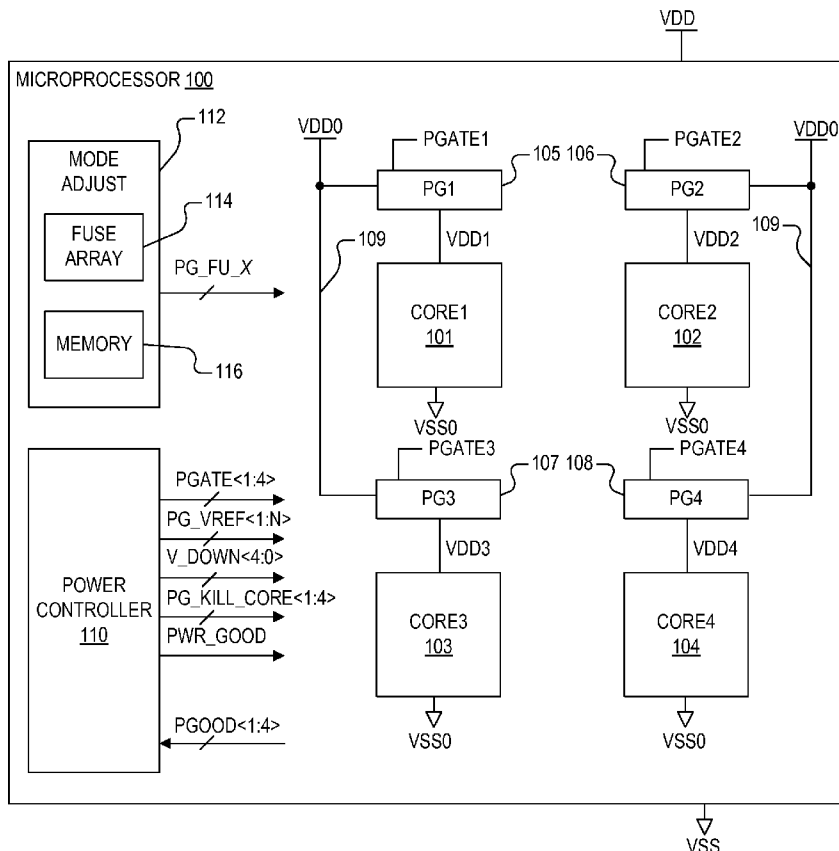 VDD
MICROPROCESSOR 100
112
MODE
ADJUST
114
FUSE
ARRAY
PG_FU_X
MEMORY
116
VDD0
PGATE1
105
PG1
VDD1
109
CORE1
101
VSS0
106
PGATE2
VDD0
PG2
VDD2
109
CORE2
102
VSS0
PGATE3
107
PG3
VDD3
CORE3
103
VSS0
108
PGATE4
PG4
VDD4
CORE4
104
VSS0
POWER
CONTROLLER
110
PGATE<1:4>
PG_VREF<1:N>
V_DOWN<4:0>
PG_KILL_CORE<1:4>
PWR_GOOD
PGOOD<1:4>
VSS